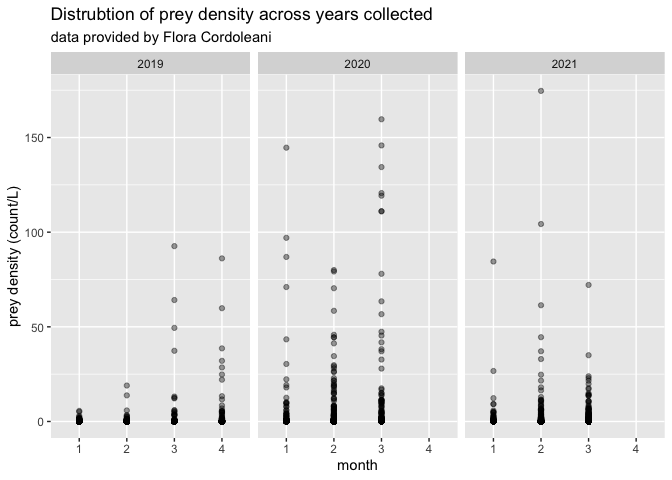 Distrubtion of prey density across years collected
data provided by Flora Cordoleani
2019 2020 2021
prey density (count/L)
150
100
50
0
1 2 3 4 1 2 3 4 1 2 3 4
month